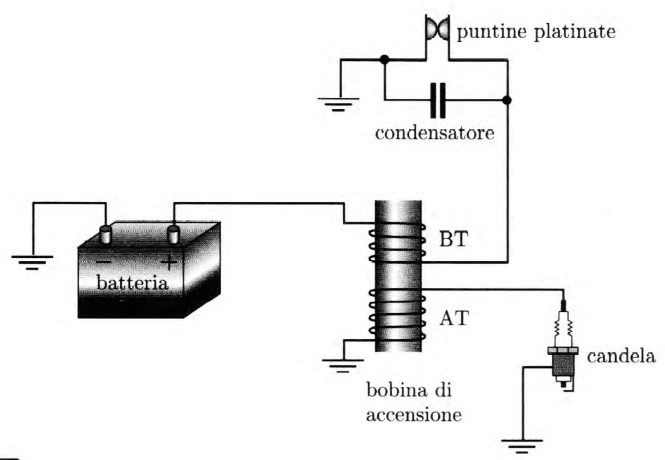 puntine platinate
condensatore
BT
− +
batteria
AT
candela
bobina di
accensione